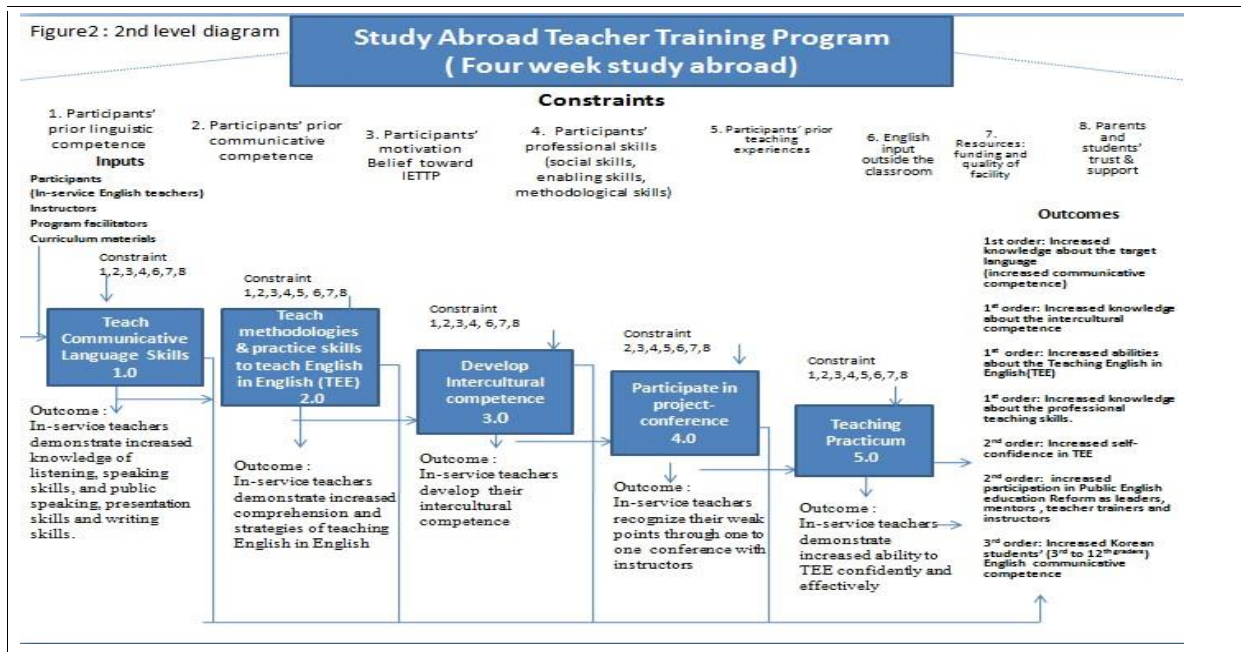 Figure2 : 2nd level diagram
Study Abroad Teacher Training Program
( Four week study abroad)
Constraints
1. Participants'
prior linguistic
competence
2. Participants' prior
communicative
competence
3. Participants'
motivation
Belief toward
IETTP
4. Participants'
professional skills
(social skills,
enabling skills,
methodological skills)
5. Participants' prior
teaching
experiences
6. English
input
outside the
classroom
7.
Resources:
funding and
quality of
facility
8. Parents
and
students'
trust &
support
Inputs
Participants
(In-service English teachers)
Instructors
Program facilitators
Curriculum materials
Constraint
1,2,3,4,6,7,8
Teach
Communicative
Language Skills
1.0
Outcome :
In-service teachers
demonstrate increased
knowledge of
listening, speaking
skills, and public
speaking, presentation
skills and writing
skills.
Constraint
1,2,3,4,5, 6,7,8
Teach
methodologies
& practice skills
to teach English
in English (TEE)
2.0
Outcome :
In-service teachers
demonstrate increased
comprehension and
strategies of teaching
English in English
Constraint
1,2,3,4, 6,7,8
Develop
Intercultural
competence
3.0
Outcome :
In-service teachers
develop their
intercultural
competence
Constraint
2,3,4,5,6,7,8
Participate in
project-
conference
4.0
Outcome :
In-service teachers
recognize their weak
points through one to
one conference with
instructors
Constraint
1,2,3,4,5,6,7,8
Teaching
Practicum
5.0
Outcome :
In-service teachers
demonstrate
increased ability to
TEE confidently and
effectively
Outcomes
1st order: Increased
knowledge about the target
language
(increased communicative
competence)
1st order: Increased knowledge
about the intercultural
competence
1st order: Increased abilities
about the Teaching English in
English(TEE)
1st order: Increased knowledge
about the professional
teaching skills.
2nd order: Increased self-
confidence in TEE
2nd order: increased
participation in Public English
education Reform as leaders,
mentors , teacher trainers and
instructors
3rd order: Increased Korean
students' (3rd to 12th graders)
English communicative
competence